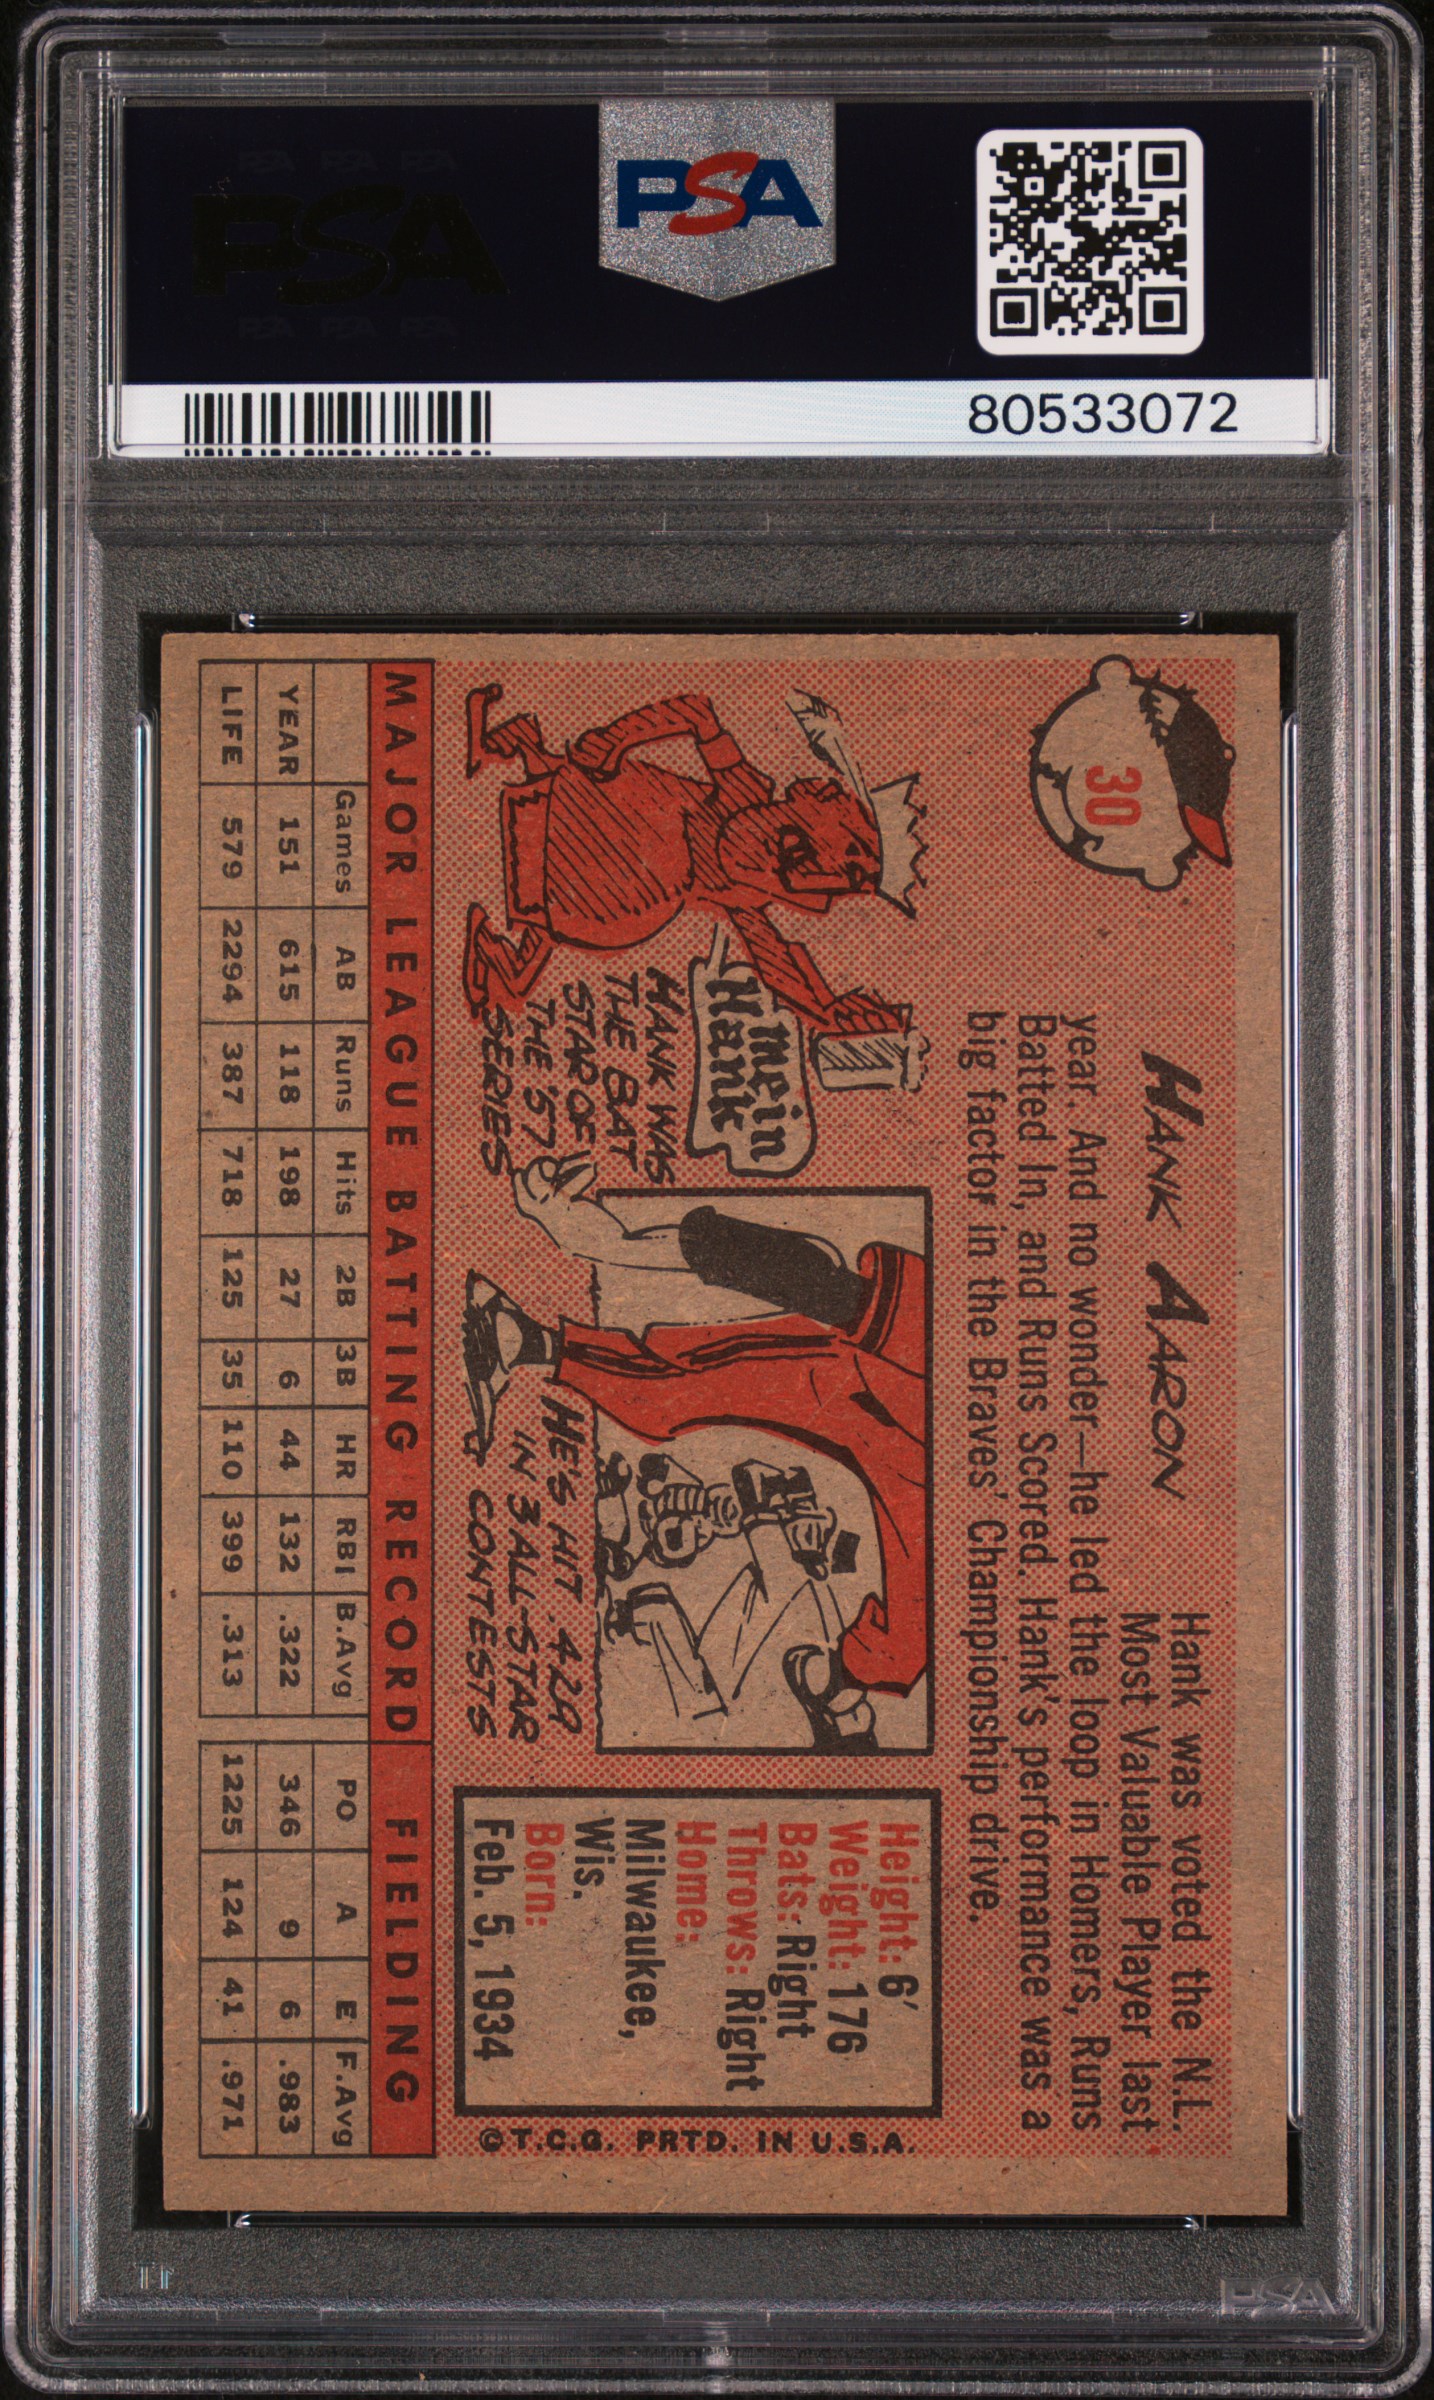 PSA
PSA
80533072
30
HANK AARON
Hank was voted the N.L.
Most Valuable Player last
year. And no wonder—he led the loop in Homers, Runs
Batted In, and Runs Scored. Hank's performance was a
big factor in the Braves' Championship drive.
Mein
Hank
HANK WAS
THE BAT
STAR OF
THE '57
SERIES
HE'S HIT .429
IN 3 ALL-STAR
CONTESTS
Height: 6'
Weight: 176
Bats: Right
Throws: Right
Home:
Milwaukee,
Wis.
Born:
Feb. 5, 1934
©T.C.G. PRTD. IN U.S.A.
MAJOR LEAGUE BATTING RECORD FIELDING
Games AB Runs Hits 2B 3B HR RBI B.Avg PO A E F.Avg
YEAR 151 615 118 198 27 6 44 132 .322 346 9 6 .983
LIFE 579 2294 387 718 125 35 110 399 .313 1225 124 41 .971
PSA